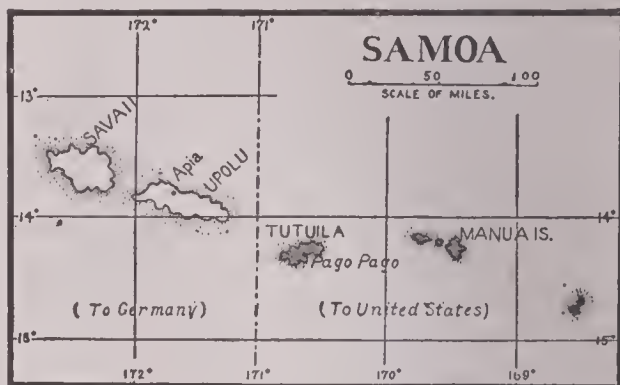 172° 171°
SAMOA
0 50 100
SCALE OF MILES.
13°
SAVAII
Apia
UPOLU
14° 14°
TUTUILA MANUA IS.
Pago Pago
( To Germany ) ( To United States )
15° 15°
172° 171° 170° 169°